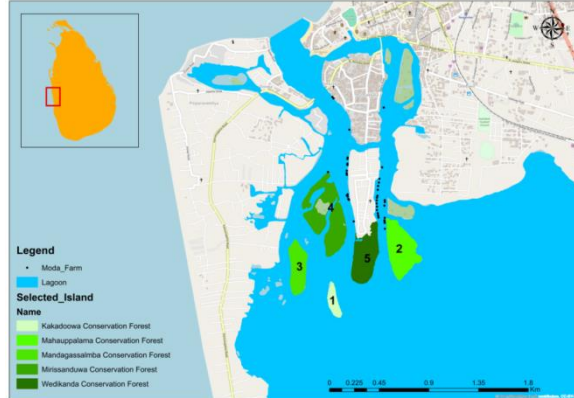 N
W
E
S
4
3
5
2
1
Legend
Moda_Farm
Lagoon
Selected_Island
Name
Kakadoowa Conservation Forest
Mahauppalama Conservation Forest
Mandagassalmba Conservation Forest
Mirissanduwa Conservation Forest
Wedikanda Conservation Forest
0 0.225 0.45 0.9 1.35 1.8
Km